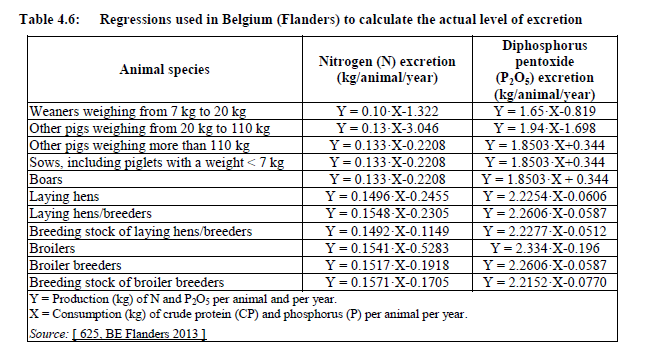 Table 4.6: Regressions used in Belgium (Flanders) to calculate the actual level of excretion
Animal species Nitrogen (N) excretion (kg/animal/year) Diphosphorus pentoxide (P2O5) excretion (kg/animal/year)
Weaners weighing from 7 kg to 20 kg Y = 0.10·X-1.322 Y = 1.65·X-0.819
Other pigs weighing from 20 kg to 110 kg Y = 0.13·X-3.046 Y = 1.94·X-1.698
Other pigs weighing more than 110 kg Y = 0.133·X-0.2208 Y = 1.8503·X+0.344
Sows, including piglets with a weight < 7 kg Y = 0.133·X-0.2208 Y = 1.8503·X+0.344
Boars Y = 0.133·X-0.2208 Y = 1.8503·X + 0.344
Laying hens Y = 0.1496·X-0.2455 Y = 2.2254·X-0.0606
Laying hens/breeders Y = 0.1548·X-0.2305 Y = 2.2606·X-0.0587
Breeding stock of laying hens/breeders Y = 0.1492·X-0.1149 Y = 2.2277·X-0.0512
Broilers Y = 0.1541·X-0.5283 Y = 2.334·X-0.196
Broiler breeders Y = 0.1517·X-0.1918 Y = 2.2606·X-0.0587
Breeding stock of broiler breeders Y = 0.1571·X-0.1705 Y = 2.2152·X-0.0770
Y = Production (kg) of N and P2O5 per animal and per year.
X = Consumption (kg) of crude protein (CP) and phosphorus (P) per animal per year.
Source: [ 625, BE Flanders 2013 ]